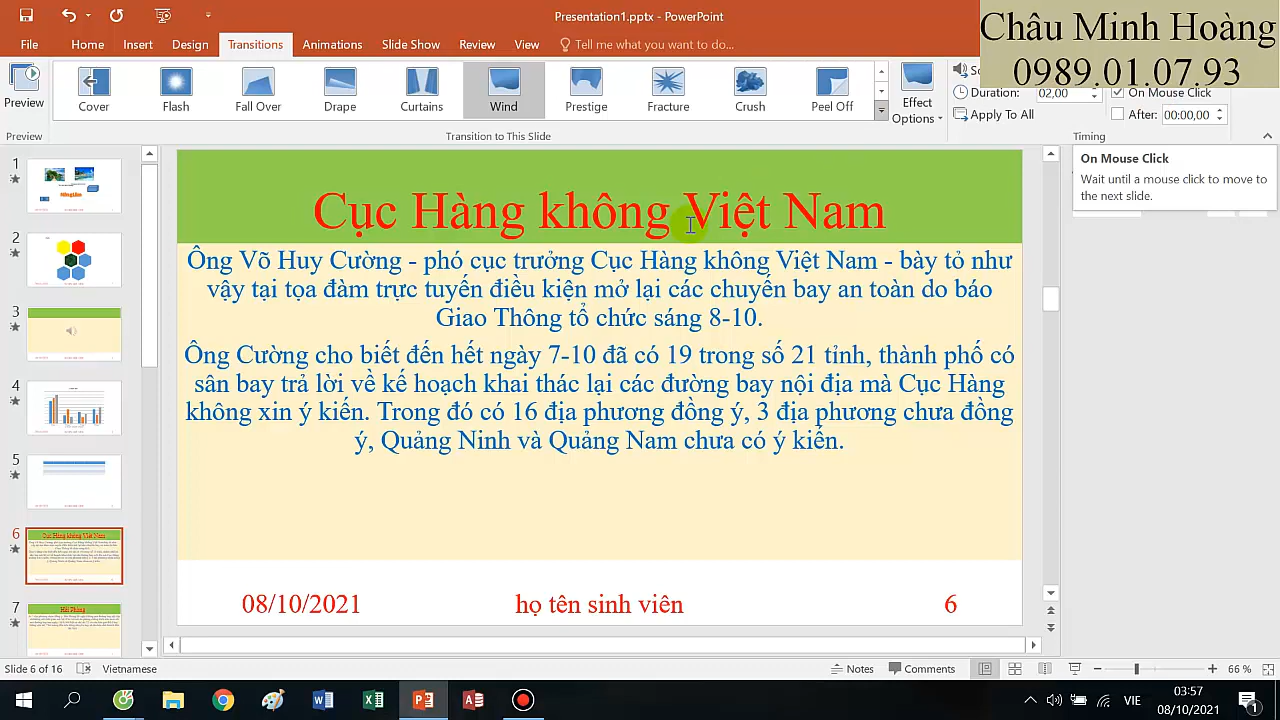 Presentation1.pptx - PowerPoint
Châu Minh Hoàng
0989.01.07.93
File Home Insert Design Transitions Animations Slide Show Review View Tell me what you want to do...
Preview
Cover Flash Fall Over Drape Curtains Wind Prestige Fracture Crush Peel Off
Effect Options
Duration: 02,00
On Mouse Click
Apply To All
After: 00:00,00
Preview Transition to This Slide Timing
On Mouse Click
Wait until a mouse click to move to
the next slide.
1
2
3
4
5
6
7
Cục Hàng không Việt Nam
Ông Võ Huy Cường - phó cục trưởng Cục Hàng không Việt Nam - bày tỏ như
vậy tại tọa đàm trực tuyến điều kiện mở lại các chuyến bay an toàn do báo
Giao Thông tổ chức sáng 8-10.
Ông Cường cho biết đến hết ngày 7-10 đã có 19 trong số 21 tỉnh, thành phố có
sân bay trả lời về kế hoạch khai thác lại các đường bay nội địa mà Cục Hàng
không xin ý kiến. Trong đó có 16 địa phương đồng ý, 3 địa phương chưa đồng
ý, Quảng Ninh và Quảng Nam chưa có ý kiến.
08/10/2021 họ tên sinh viên 6
Slide 6 of 16 Vietnamese Notes Comments 66 %
VIE
03:57
08/10/2021
1